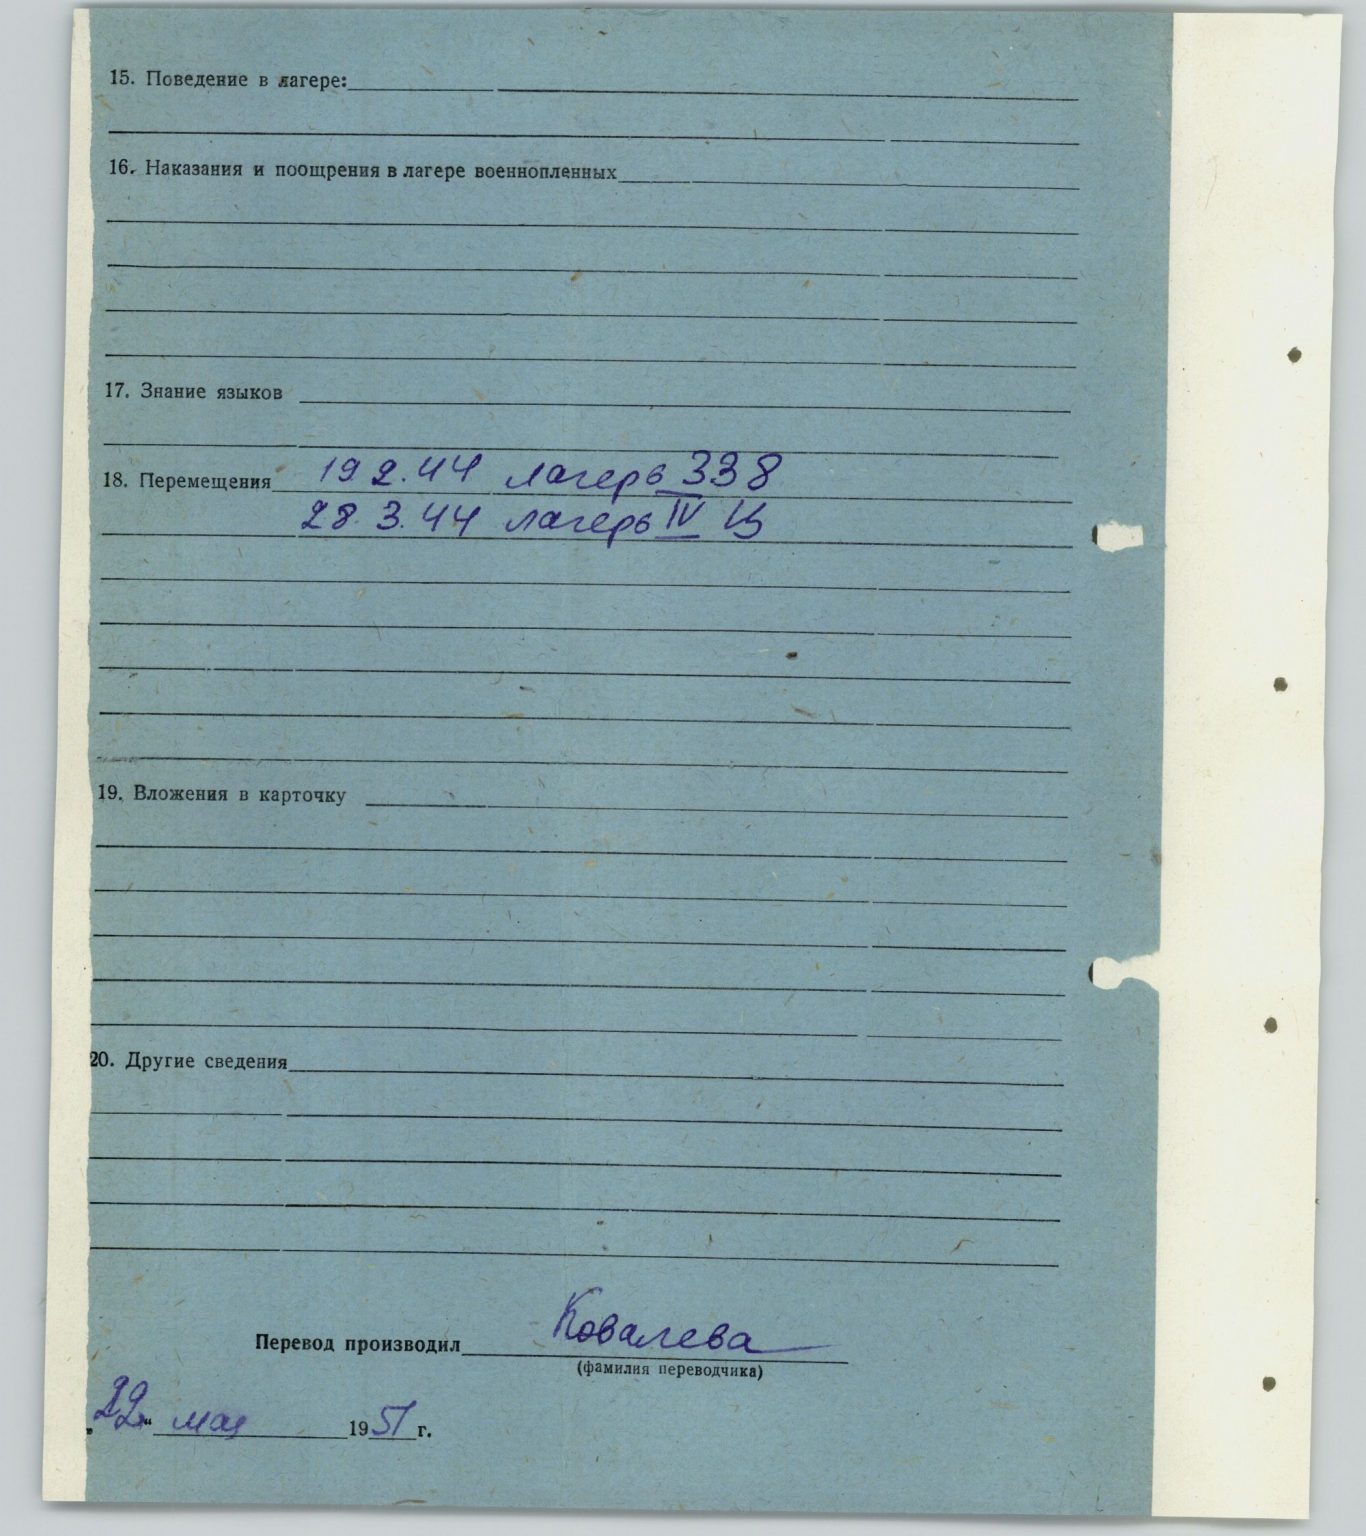 15. Поведение в лагере:
16. Наказания и поощрения в лагере военнопленных
17. Знание языков
18. Перемещения 19 2. 44 лагерь 338
28. 3. 44 лагерь IV Ц
19. Вложения в карточку
20. Другие сведения
Перевод производил Ковалева
(фамилия переводчика)
„22“ мая 1951 г.